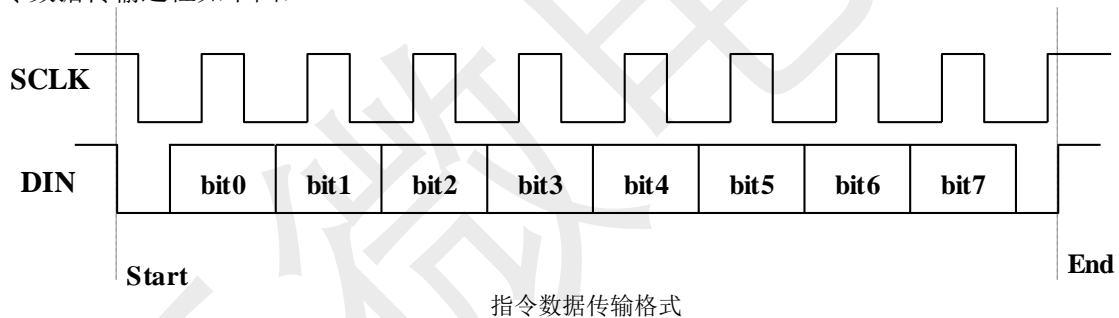 SCLK
DIN bit0 bit1 bit2 bit3 bit4 bit5 bit6 bit7
Start
End
指令数据传输格式